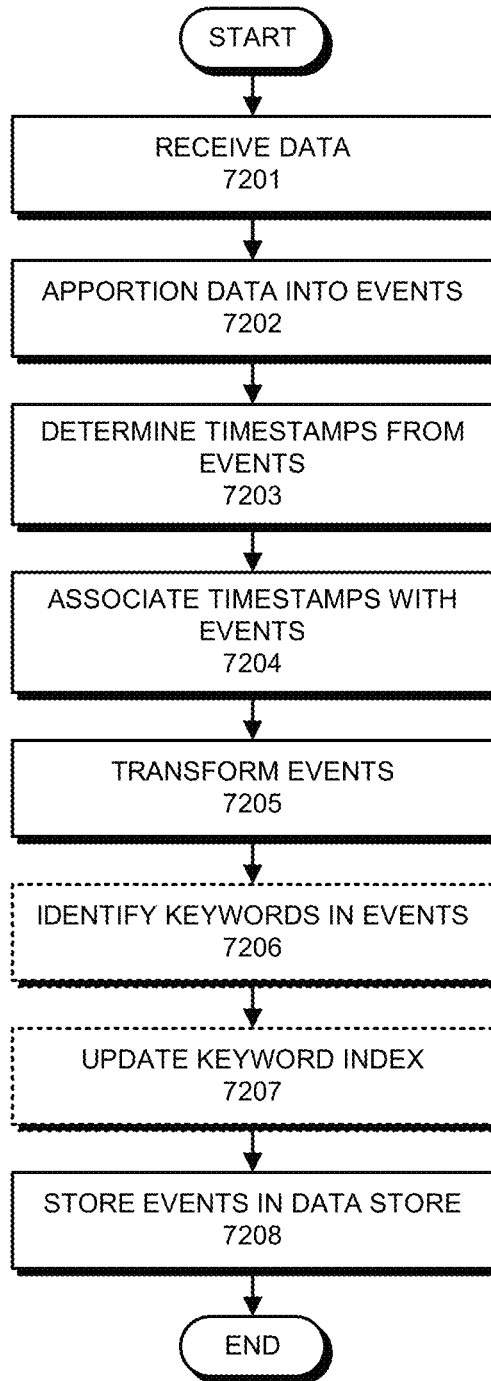 START
RECEIVE DATA
7201
APPORTION DATA INTO EVENTS
7202
DETERMINE TIMESTAMPS FROM
EVENTS
7203
ASSOCIATE TIMESTAMPS WITH
EVENTS
7204
TRANSFORM EVENTS
7205
IDENTIFY KEYWORDS IN EVENTS
7206
UPDATE KEYWORD INDEX
7207
STORE EVENTS IN DATA STORE
7208
END